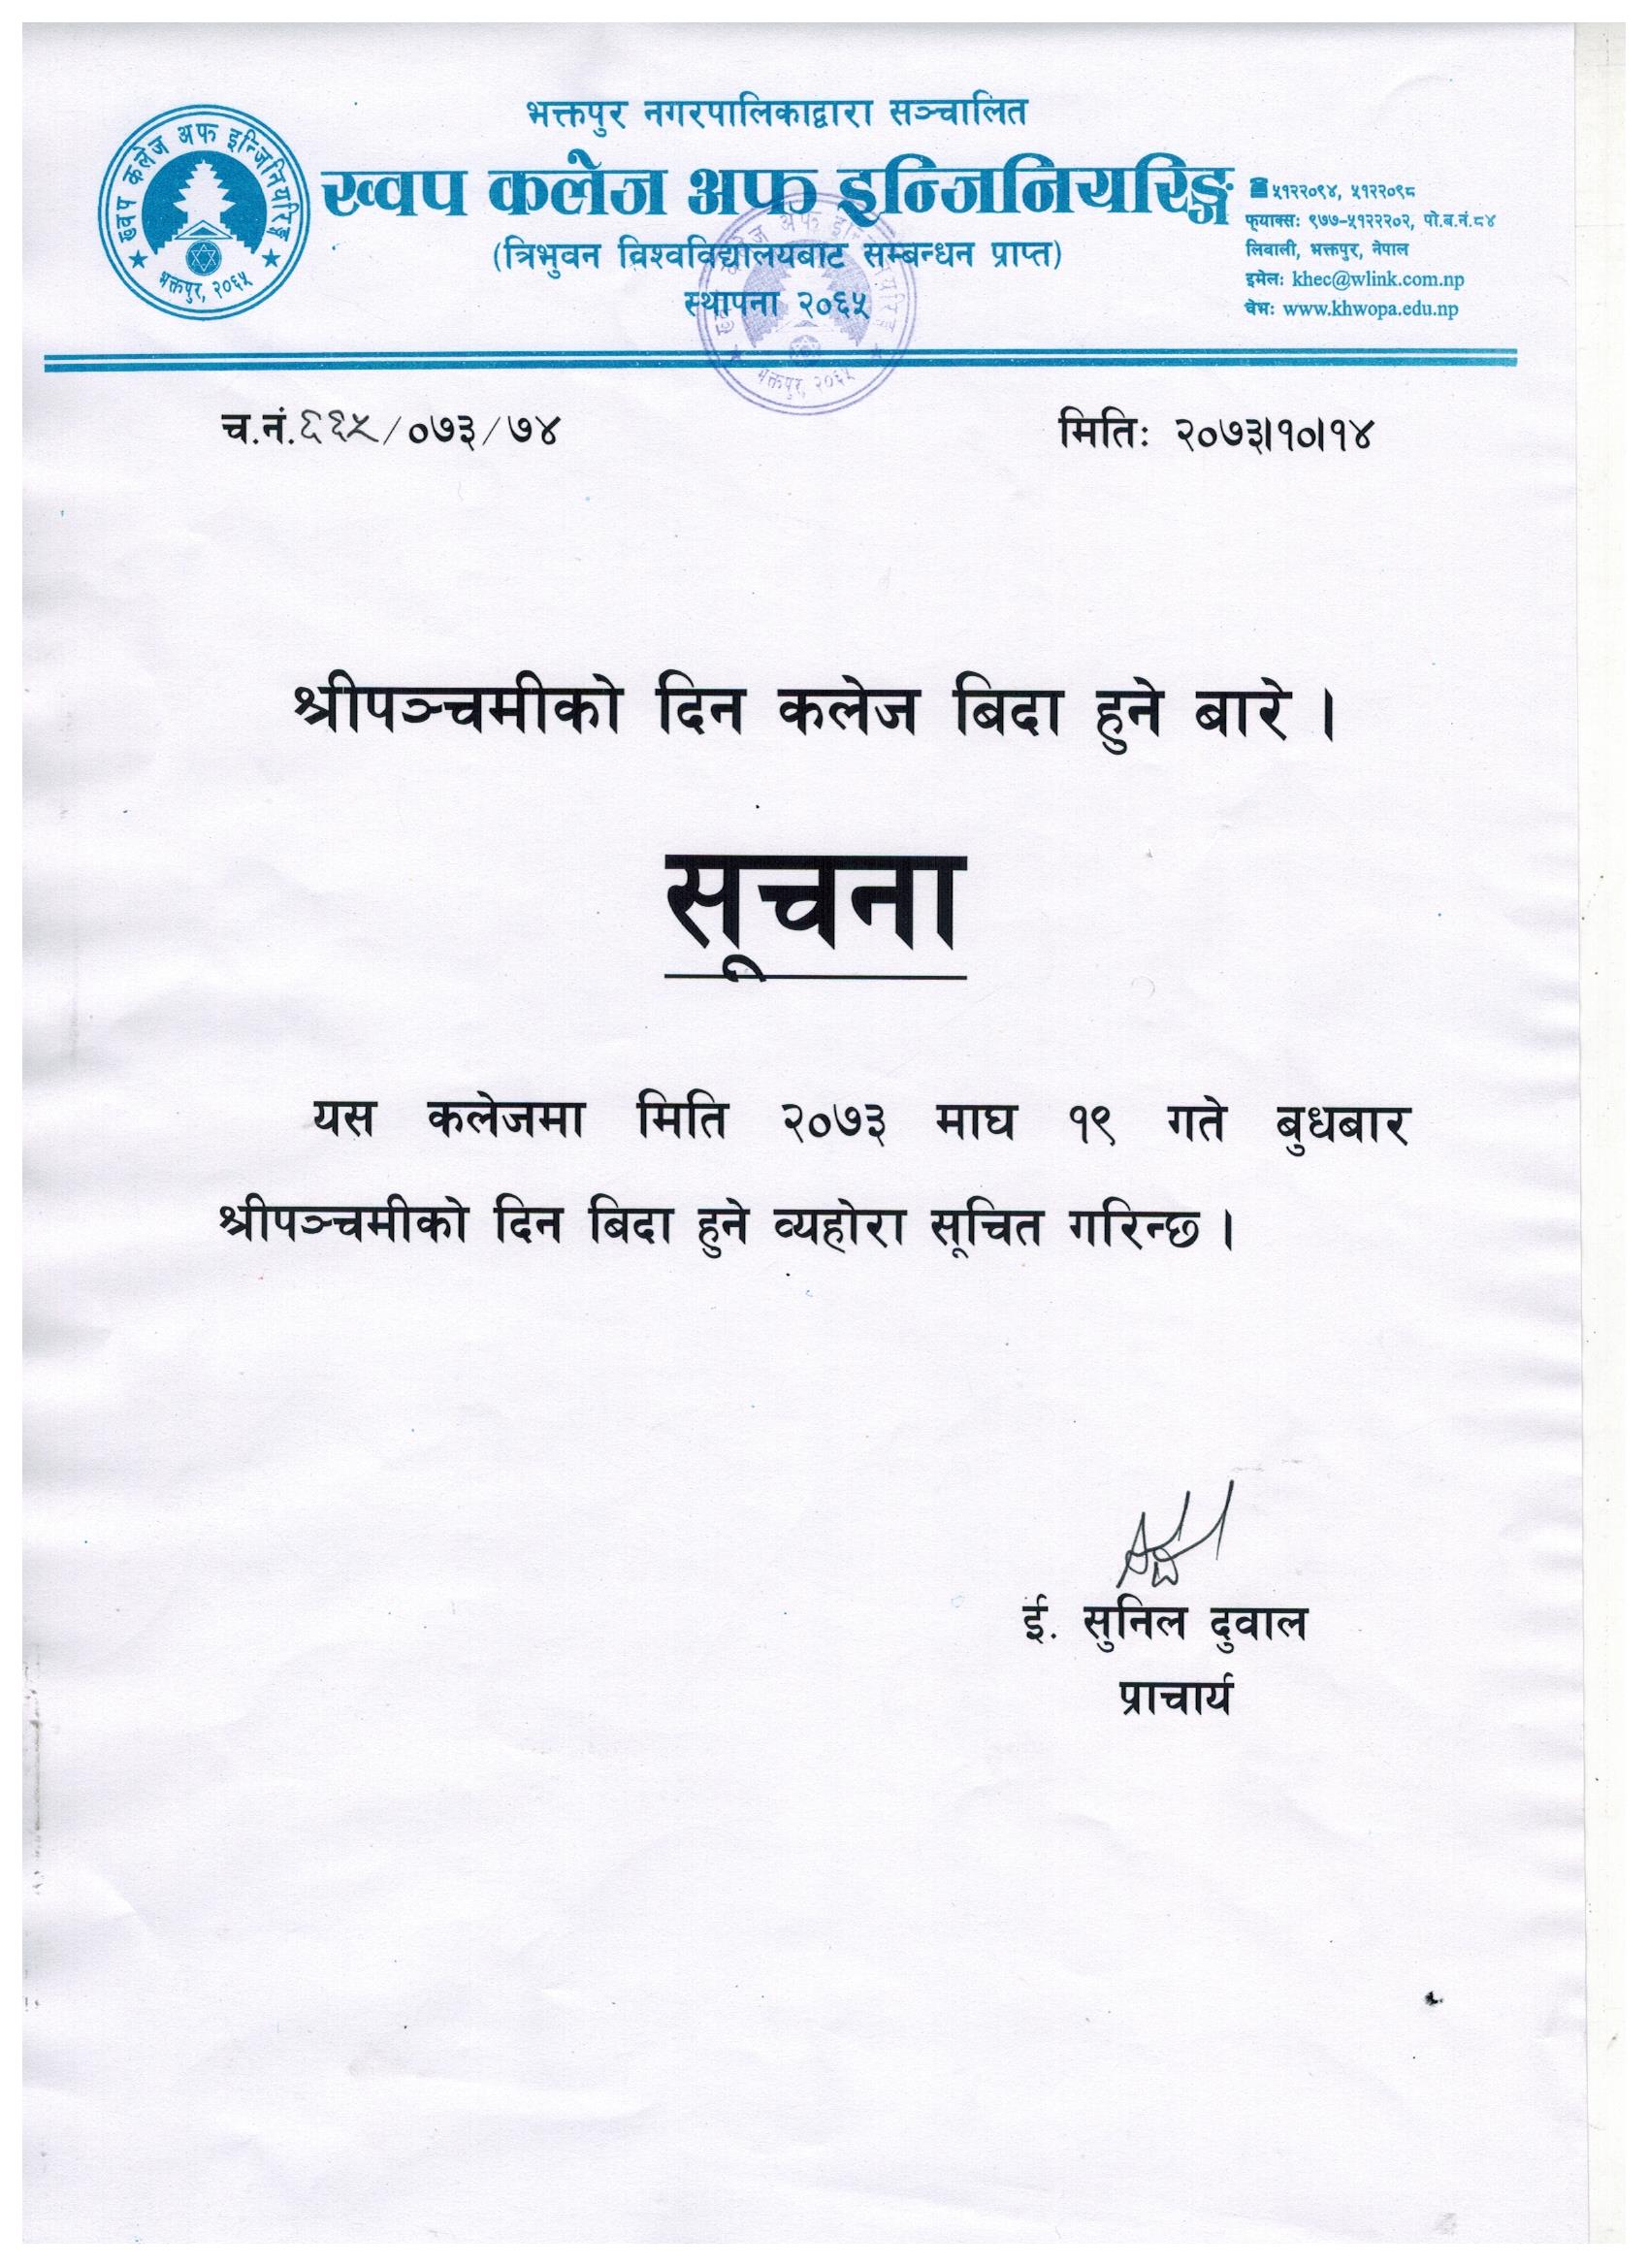 भक्तपुर नगरपालिकाद्वारा सञ्चालित
ख्वप कलेज अफ इन्जिनियरिङ्ग
(त्रिभुवन विश्वविद्यालयबाट सम्बन्धन प्राप्त)
स्थापना २०६५
ख्वप कलेज अफ इन्जिनियरिङ्ग
भक्तपुर, २०६५
☎ ५१२२०९४, ५१२२०९८
फ्याक्सः ९७७-५१२२२०२, पो.ब.नं.८४
लिवाली, भक्तपुर, नेपाल
इमेलः khec@wlink.com.np
वेभः www.khwopa.edu.np
भक्तपुर, २०६५
च.नं.६६५/०७३/७४
मितिः २०७३।१०।१४
श्रीपञ्चमीको दिन कलेज बिदा हुने बारे ।
सूचना
यस कलेजमा मिति २०७३ माघ १९ गते बुधबार
श्रीपञ्चमीको दिन बिदा हुने व्यहोरा सूचित गरिन्छ ।
ई. सुनिल दुवाल
प्राचार्य